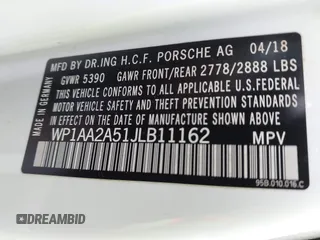 MFD BY DR.ING H.C.F. PORSCHE AG 04/18
GVWR 5390 GAWR FRONT/REAR 2778/2888 LBS
THIS VEHICLE CONFORMS TO ALL APPLICABLE U.S. FEDERAL
MOTOR VEHICLE SAFETY, BUMPER, AND THEFT PREVENTION
STANDARDS IN EFFECT ON THE DATE OF MANUFACTURE SHOWN ABOVE.
WP1AA2A51JLB11162 MPV
MADE IN GERMANY
95B.010.016.C
DREAMBID